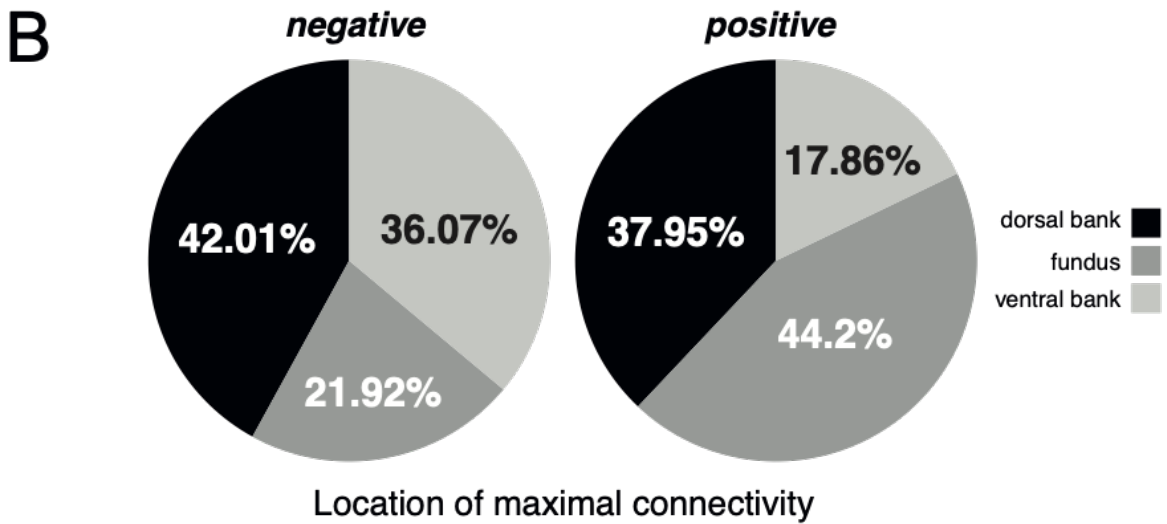 B
negative
positive
42.01%
36.07%
21.92%
37.95%
17.86%
44.2%
dorsal bank
fundus
ventral bank
Location of maximal connectivity